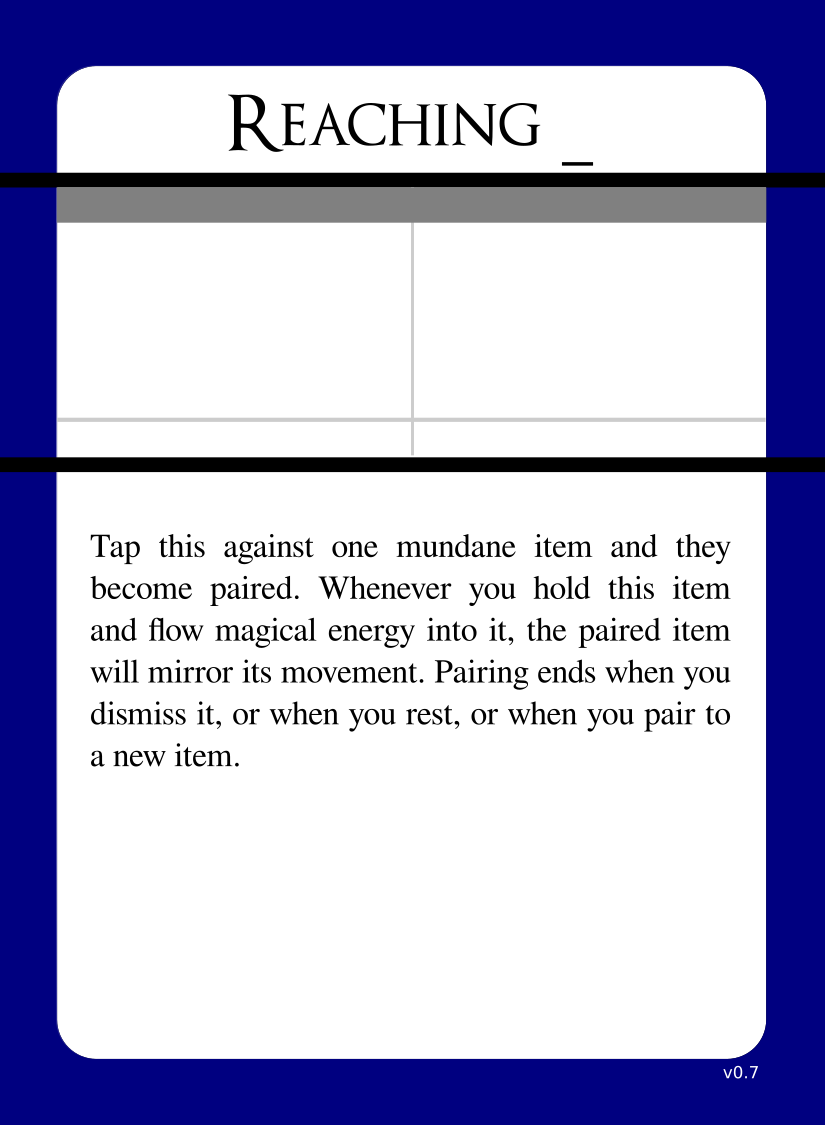 REACHING _
Tap this against one mundane item and they
become paired. Whenever you hold this item
and flow magical energy into it, the paired item
will mirror its movement. Pairing ends when you
dismiss it, or when you rest, or when you pair to
a new item.
v0.7